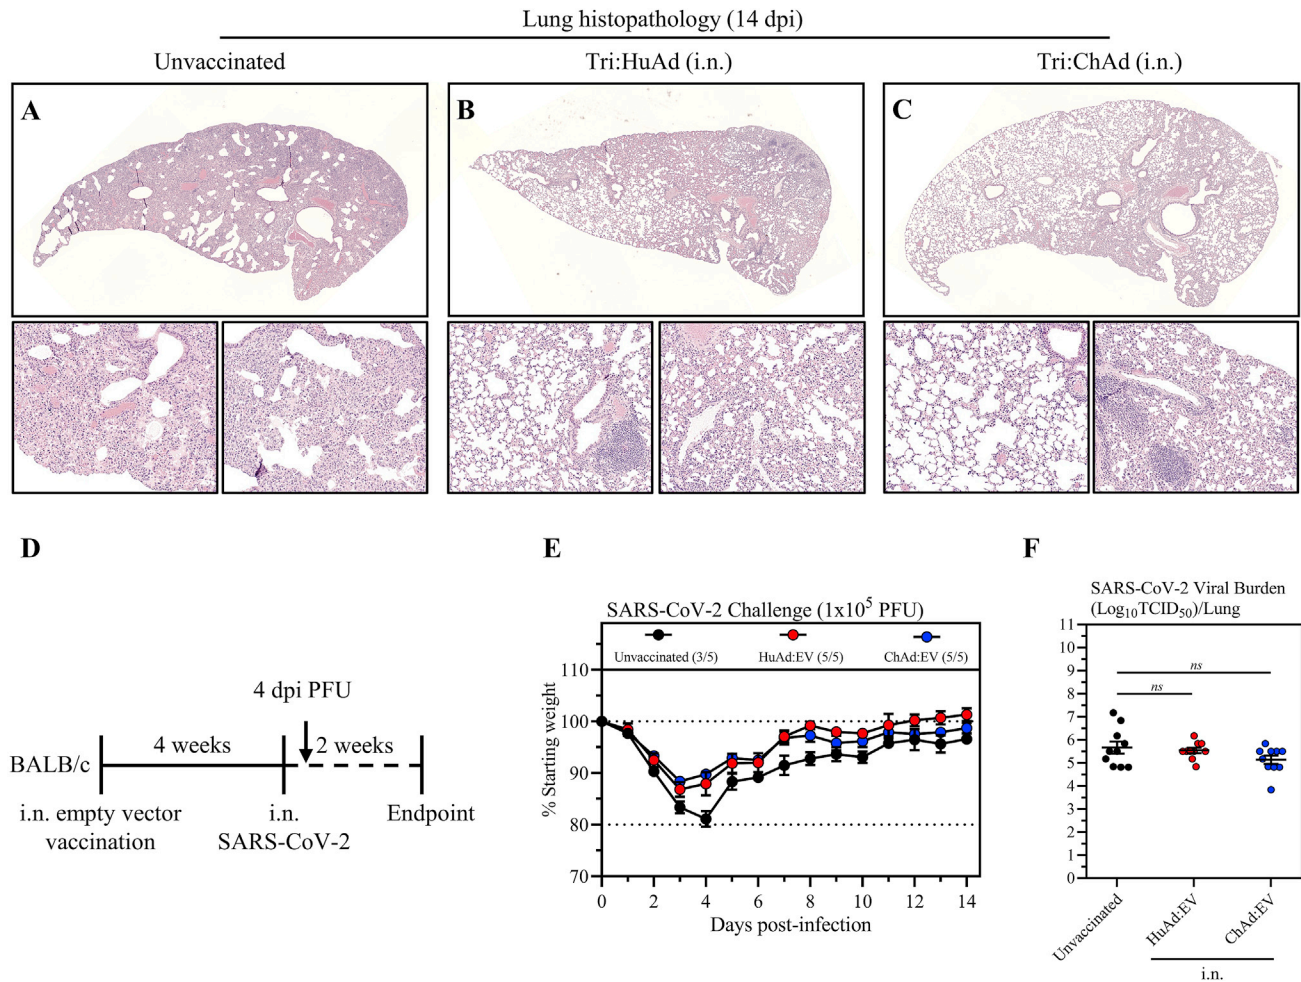 Lung histopathology (14 dpi)
Unvaccinated
Tri:HuAd (i.n.)
Tri:ChAd (i.n.)
A
B
C
D
E
F
4 dpi PFU
4 weeks
2 weeks
BALB/c
i.n. empty vector
vaccination
i.n.
SARS-CoV-2
Endpoint
SARS-CoV-2 Challenge (1x10⁵ PFU)
Unvaccinated (3/5)
HuAd:EV (5/5)
ChAd:EV (5/5)
% Starting weight
110
100
90
80
70
0 2 4 6 8 10 12 14
Days post-infection
SARS-CoV-2 Viral Burden
(Log₁₀TCID₅₀)/Lung
11
10
9
8
7
6
5
4
3
2
1
0
ns
ns
Unvaccinated
HuAd:EV
ChAd:EV
i.n.